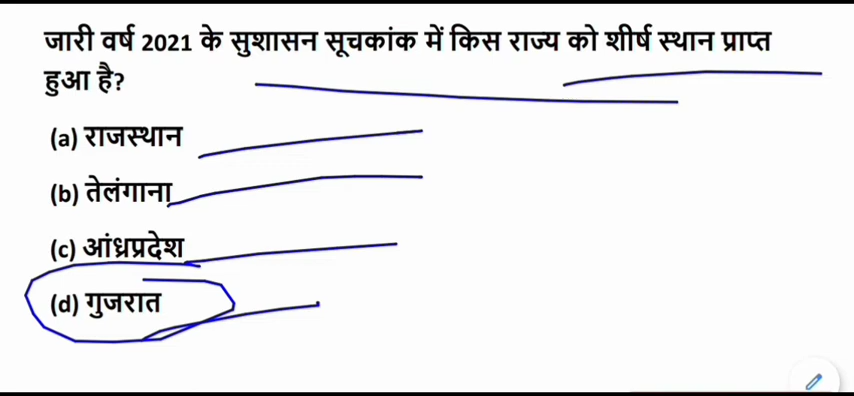 जारी वर्ष 2021 के सुशासन सूचकांक में किस राज्य को शीर्ष स्थान प्राप्त
हुआ है?
(a) राजस्थान
(b) तेलंगाना
(c) आंध्रप्रदेश
(d) गुजरात